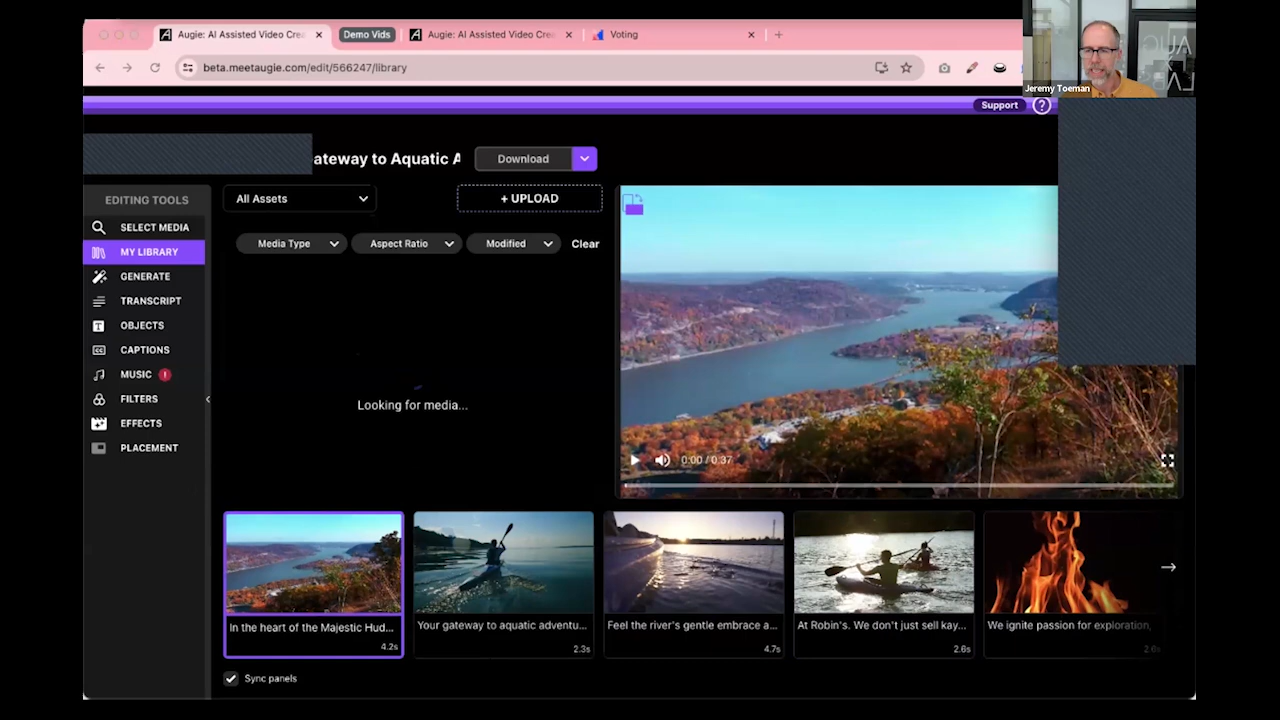 Augie: AI Assisted Video Crea
Demo Vids
Augie: AI Assisted Video Crea
Voting
beta.meetaugie.com/edit/566247/library
Jeremy Toeman
Support
ateway to Aquatic A
Download
EDITING TOOLS
SELECT MEDIA
MY LIBRARY
GENERATE
TRANSCRIPT
OBJECTS
CAPTIONS
MUSIC
FILTERS
EFFECTS
PLACEMENT
All Assets
+ UPLOAD
Media Type
Aspect Ratio
Modified
Clear
Looking for media...
0:00 / 0:37
In the heart of the Majestic Hud...
4.2s
Your gateway to aquatic adventu...
2.3s
Feel the river's gentle embrace a...
4.7s
At Robin's. We don't just sell kay...
2.6s
We ignite passion for exploration,
2.6s
Sync panels